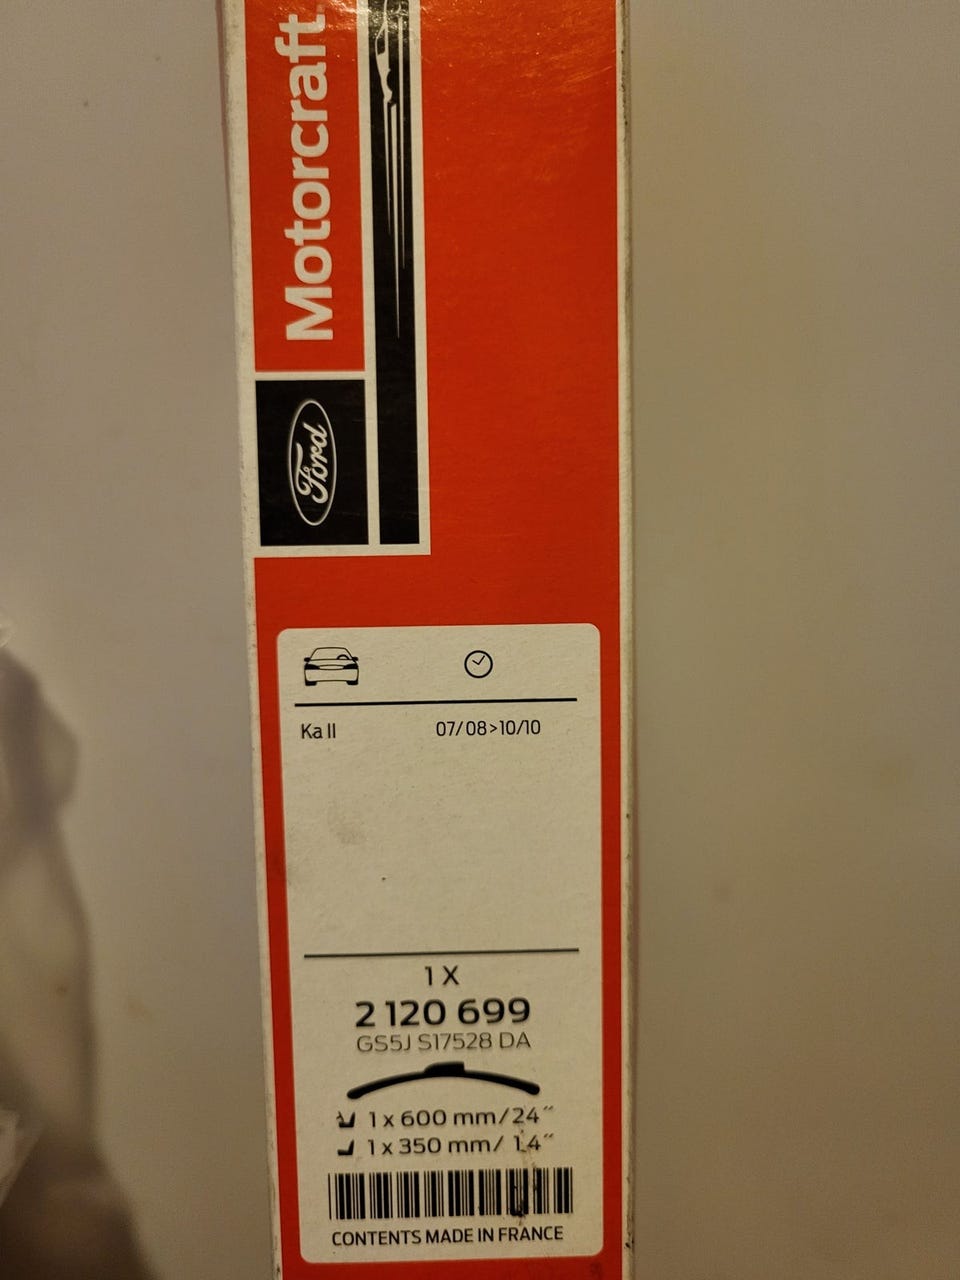 Motorcraft
Ford
Ka II 07/08>10/10
1 X
2 120 699
GS5J S17528 DA
1 x 600 mm/24″
1 x 350 mm/ 14″
CONTENTS MADE IN FRANCE